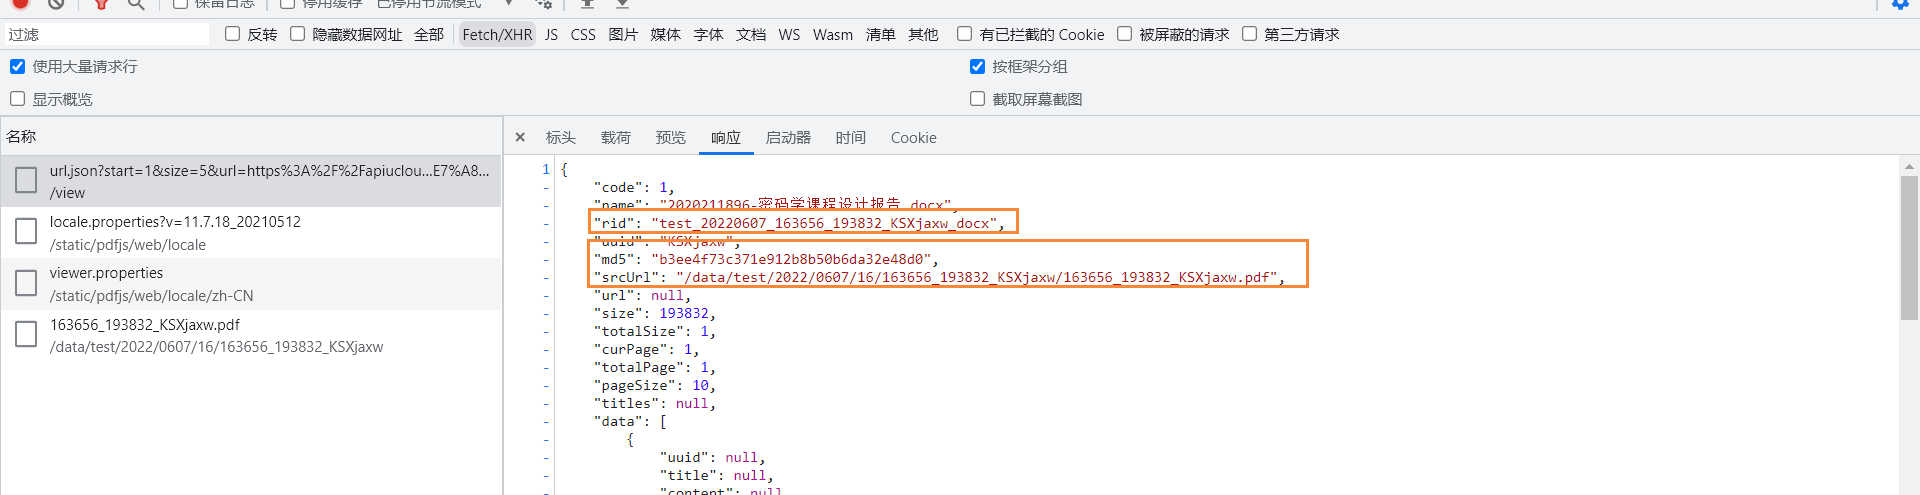 保留日志 停用缓存 已停用节流模式
过滤 反转 隐藏数据网址 全部 Fetch/XHR JS CSS 图片 媒体 字体 文档 WS Wasm 清单 其他 有已拦截的 Cookie 被屏蔽的请求 第三方请求
使用大量请求行 按框架分组
显示概览 截取屏幕截图
名称
url.json?start=1&size=5&url=https%3A%2F%2Fapiuclou...E7%A8...
/view
locale.properties?v=11.7.18_20210512
/static/pdfjs/web/locale
viewer.properties
/static/pdfjs/web/locale/zh-CN
163656_193832_KSXjaxw.pdf
/data/test/2022/0607/16/163656_193832_KSXjaxw
× 标头 载荷 预览 响应 启动器 时间 Cookie
1 {
- "code": 1,
- "name": "2020211896-密码学课程设计报告.docx",
- "rid": "test_20220607_163656_193832_KSXjaxw_docx",
- "uuid": "KSXjaxw",
- "md5": "b3ee4f73c371e912b8b50b6da32e48d0",
- "srcUrl": "/data/test/2022/0607/16/163656_193832_KSXjaxw/163656_193832_KSXjaxw.pdf",
- "url": null,
- "size": 193832,
- "totalSize": 1,
- "curPage": 1,
- "totalPage": 1,
- "pageSize": 10,
- "titles": null,
- "data": [
- {
- "uuid": null,
- "title": null,
- "content": null